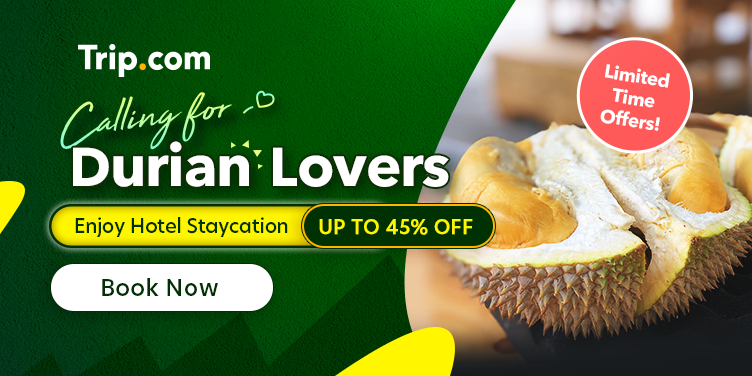 Trip.com
Calling for
Durian Lovers
Enjoy Hotel Staycation UP TO 45% OFF
Book Now
Limited
Time
Offers!